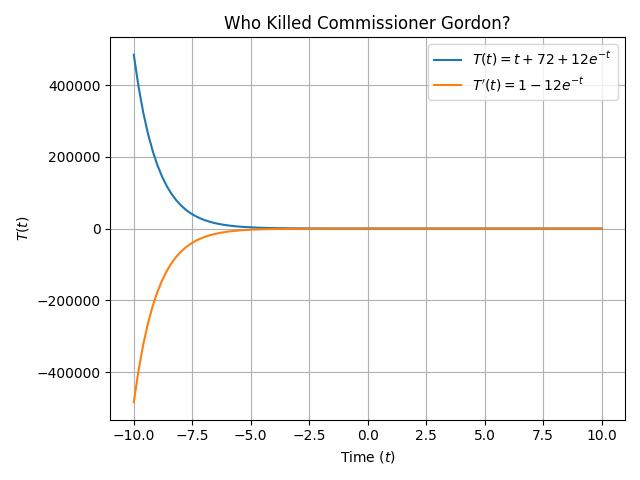 Who Killed Commissioner Gordon?
T(t) = t + 72 + 12e^{-t}
T'(t) = 1 − 12e^{-t}
T(t)
400000
200000
0
−200000
−400000
−10.0 −7.5 −5.0 −2.5 0.0 2.5 5.0 7.5 10.0
Time (t)